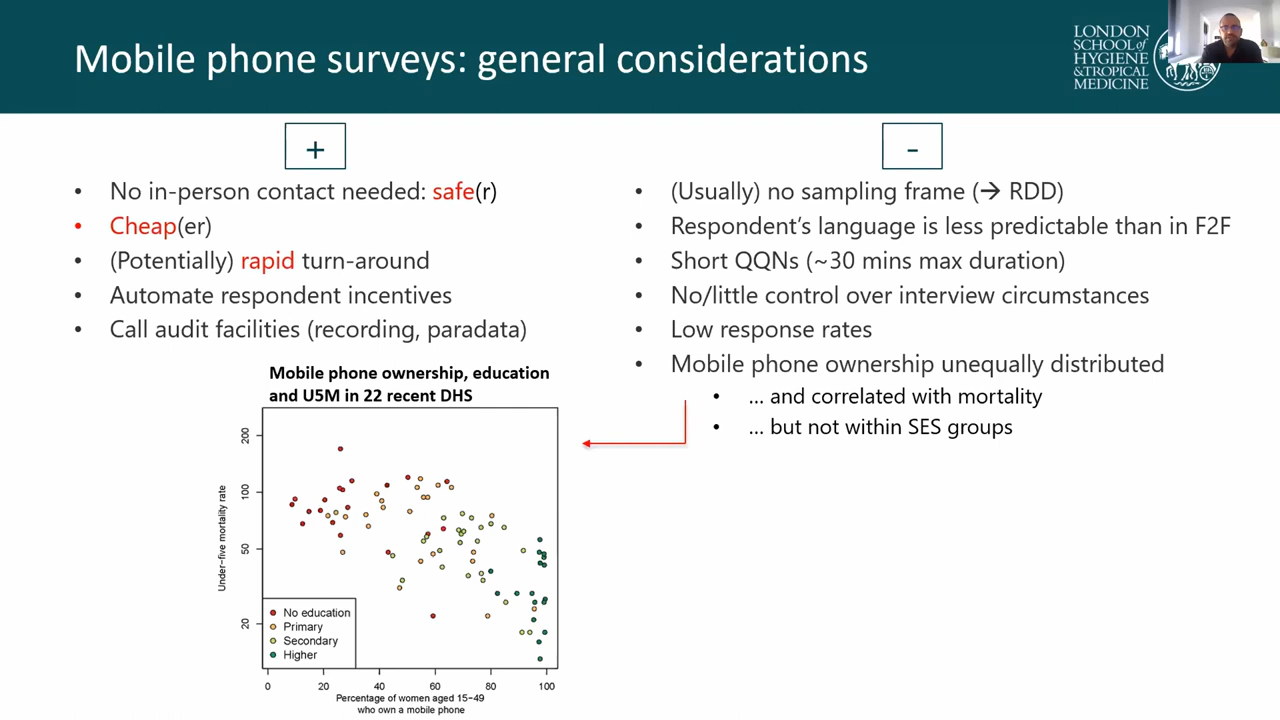 Mobile phone surveys: general considerations
LONDON
SCHOOL of
HYGIENE
& TROPICAL
MEDICINE
+
• No in-person contact needed: safe(r)
• Cheap(er)
• (Potentially) rapid turn-around
• Automate respondent incentives
• Call audit facilities (recording, paradata)
-
• (Usually) no sampling frame (→ RDD)
• Respondent's language is less predictable than in F2F
• Short QQNs (~30 mins max duration)
• No/little control over interview circumstances
• Low response rates
• Mobile phone ownership unequally distributed
• … and correlated with mortality
• … but not within SES groups
Mobile phone ownership, education
and U5M in 22 recent DHS
Under−five mortality rate
200
100
50
20
No education
Primary
Secondary
Higher
0 20 40 60 80 100
Percentage of women aged 15−49
who own a mobile phone